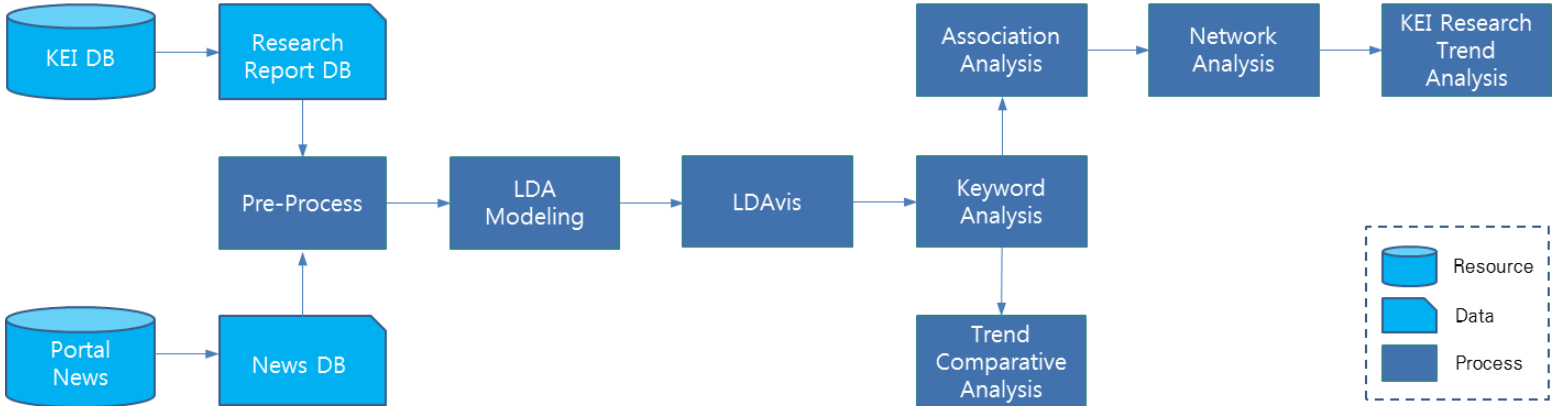 KEI DB
Research
Report DB
Association
Analysis
Network
Analysis
KEI Research
Trend
Analysis
Pre-Process
LDA
Modeling
LDAvis
Keyword
Analysis
Portal
News
News DB
Trend
Comparative
Analysis
Resource
Data
Process